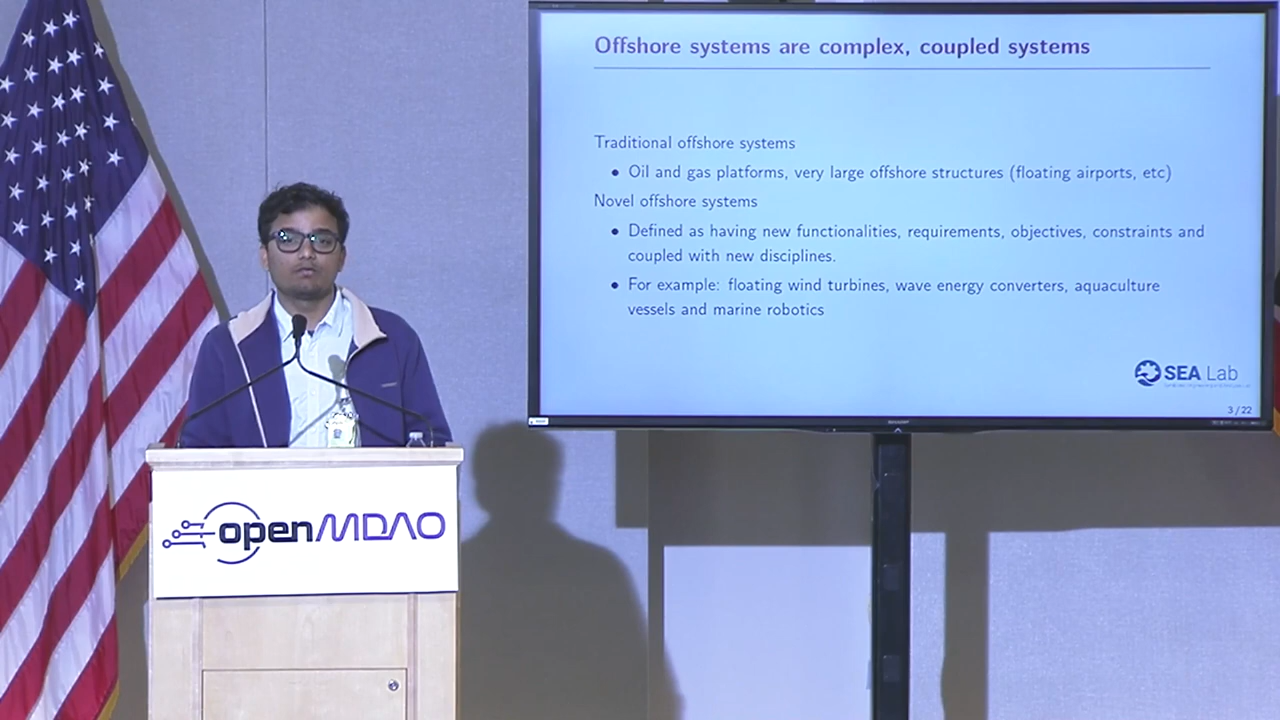 Offshore systems are complex, coupled systems
Traditional offshore systems
• Oil and gas platforms, very large offshore structures (floating airports, etc)
Novel offshore systems
• Defined as having new functionalities, requirements, objectives, constraints and
coupled with new disciplines.
• For example: floating wind turbines, wave energy converters, aquaculture
vessels and marine robotics
SEA Lab
3 / 22
SHARP
openMDAO